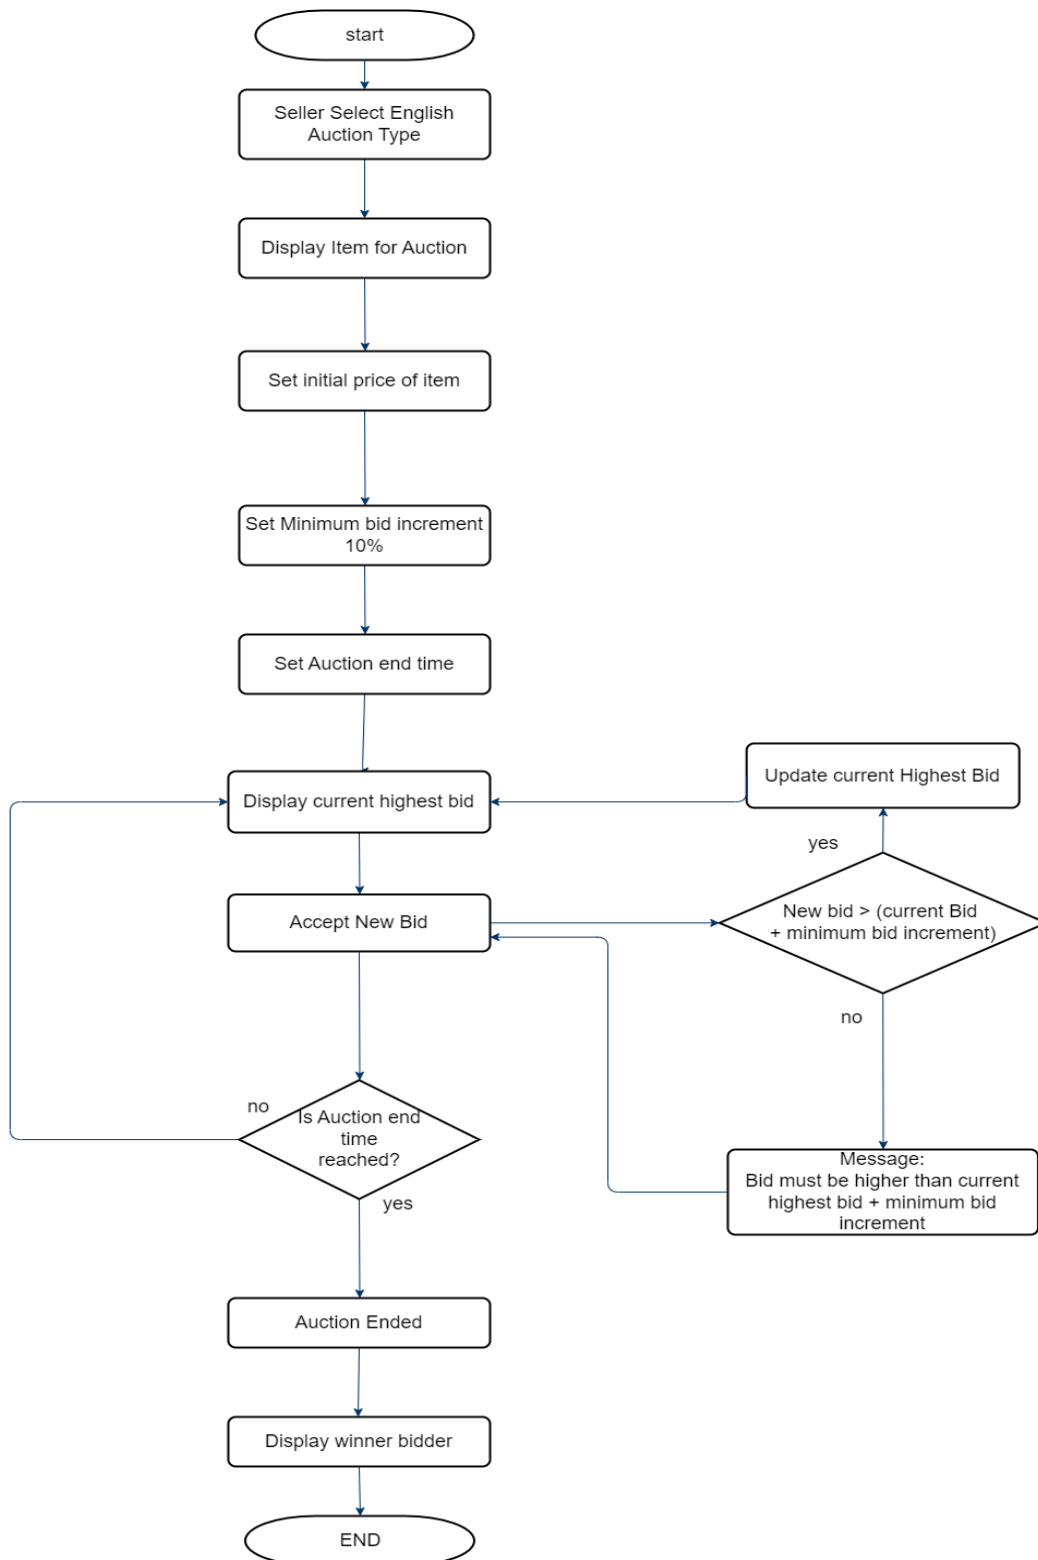 start
Seller Select English
Auction Type
Display Item for Auction
Set initial price of item
Set Minimum bid increment
10%
Set Auction end time
Display current highest bid
Update current Highest Bid
yes
Accept New Bid
New bid > (current Bid
+ minimum bid increment)
no
no
Is Auction end
time
reached?
yes
Message:
Bid must be higher than current
highest bid + minimum bid
increment
Auction Ended
Display winner bidder
END